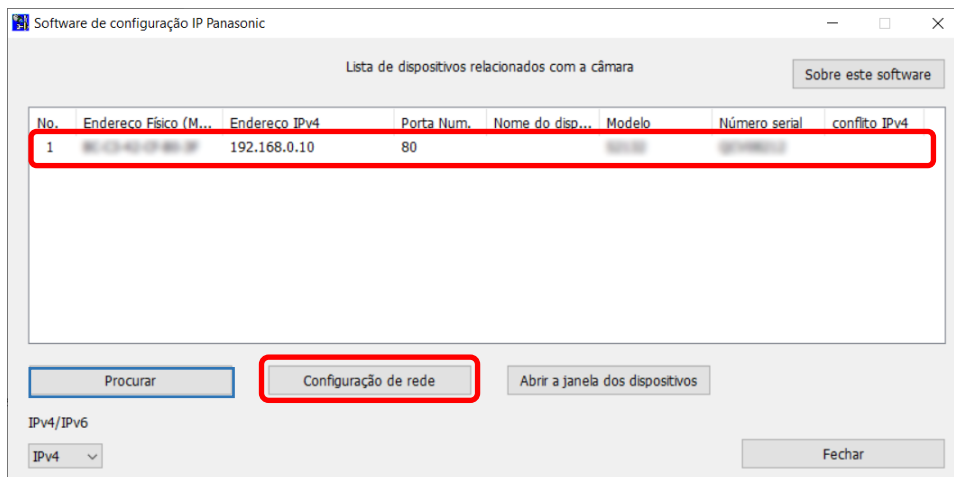 Software de configuração IP Panasonic
Lista de dispositivos relacionados com a câmara
Sobre este software
No. Endereço Físico (M... Endereço IPv4 Porta Num. Nome do disp... Modelo Número serial conflito IPv4
1 192.168.0.10 80
Procurar Configuração de rede Abrir a janela dos dispositivos
IPv4/IPv6
IPv4 Fechar